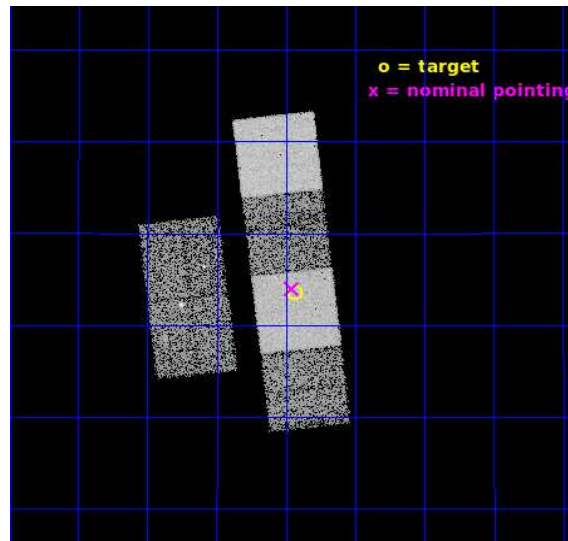 o = target
x = nominal pointing